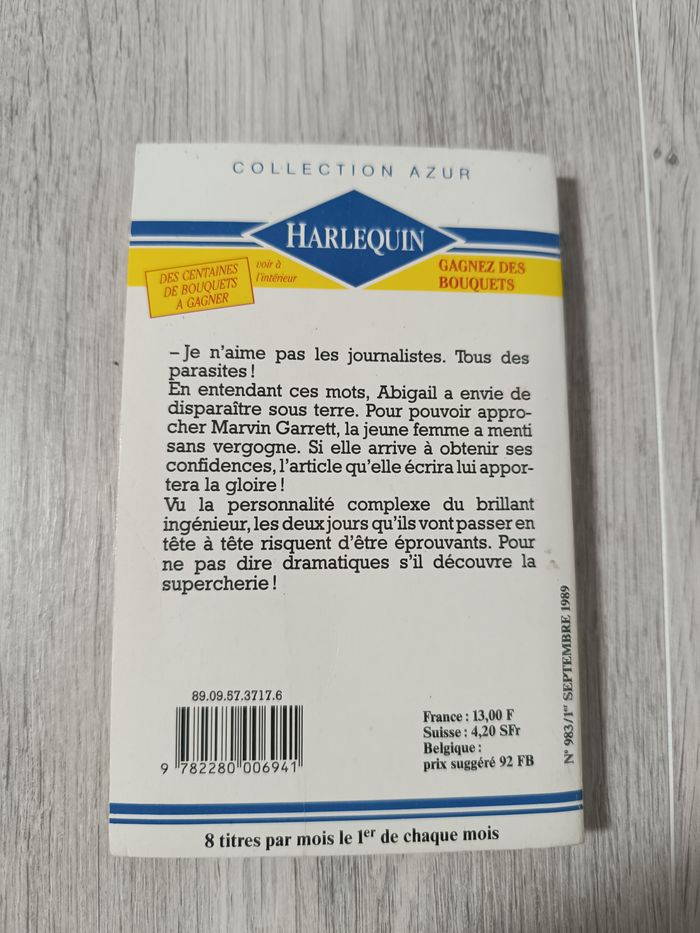 COLLECTION AZUR
HARLEQUIN
DES CENTAINES
DE BOUQUETS
A GAGNER
voir à
l'intérieur
GAGNEZ DES
BOUQUETS
– Je n'aime pas les journalistes. Tous des
parasites !
En entendant ces mots, Abigail a envie de
disparaître sous terre. Pour pouvoir appro-
cher Marvin Garrett, la jeune femme a menti
sans vergogne. Si elle arrive à obtenir ses
confidences, l'article qu'elle écrira lui appor-
tera la gloire !
Vu la personnalité complexe du brillant
ingénieur, les deux jours qu'ils vont passer en
tête à tête risquent d'être éprouvants. Pour
ne pas dire dramatiques s'il découvre la
supercherie !
89.09.57.3717.6
9 782280 006941
France : 13,00 F
Suisse : 4,20 SFr
Belgique :
prix suggéré 92 FB
N° 983/1er SEPTEMBRE 1989
8 titres par mois le 1er de chaque mois